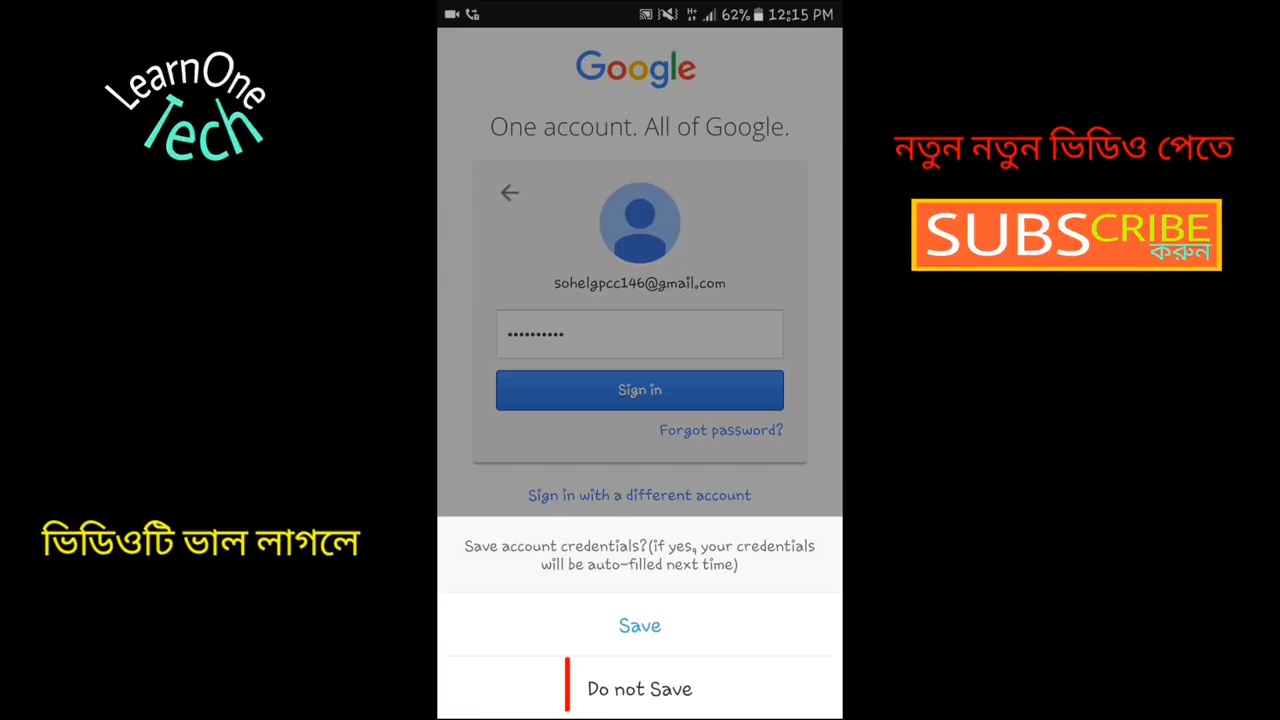 LearnOne
Tech
62% 12:15 PM
Google
One account. All of Google.
sohelgpcc146@gmail.com
••••••••••
Sign in
Forgot password?
Sign in with a different account
Save account credentials?(if yes, your credentials
will be auto-filled next time)
Save
Do not Save
নতুন নতুন ভিডিও পেতে
SUBSCRIBE
করুন
ভিডিওটি ভাল লাগলে